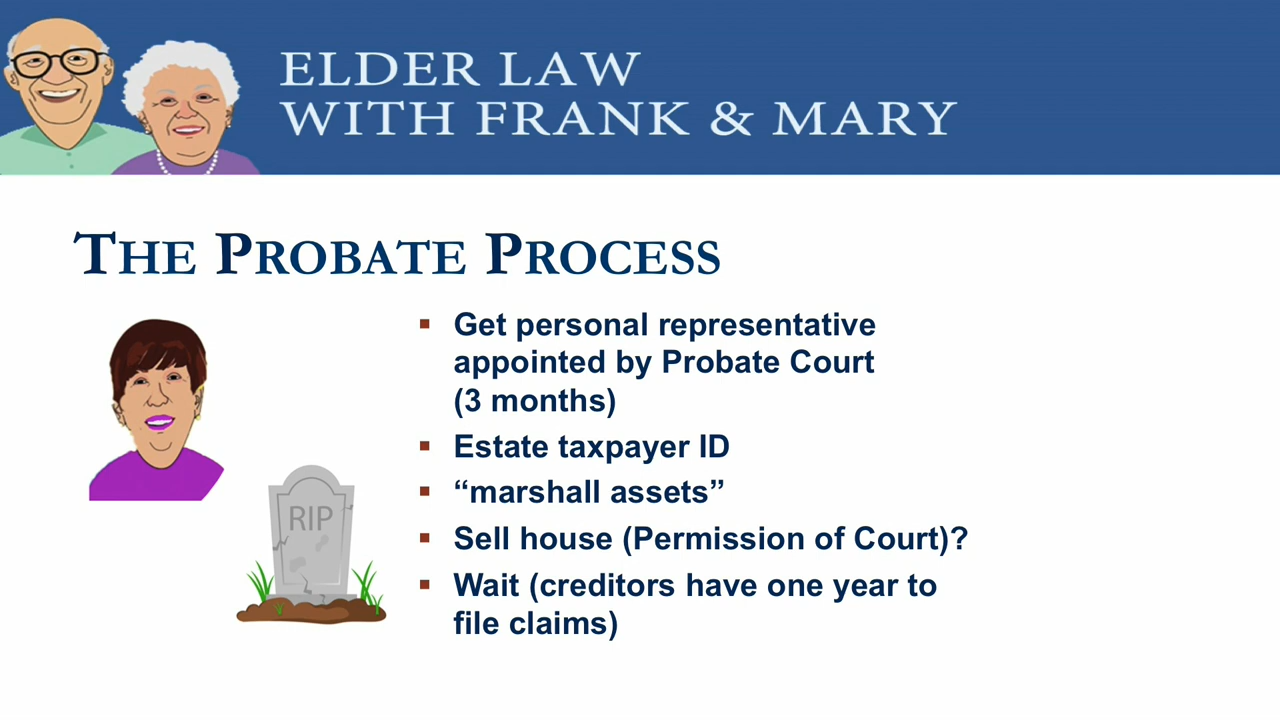 ELDER LAW
WITH FRANK & MARY
THE PROBATE PROCESS
▪ Get personal representative
appointed by Probate Court
(3 months)
▪ Estate taxpayer ID
▪ “marshall assets”
▪ Sell house (Permission of Court)?
▪ Wait (creditors have one year to
file claims)
RIP